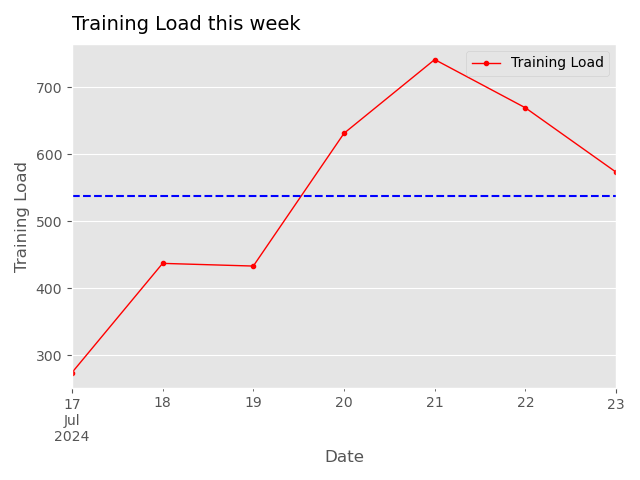 Training Load this week
Training Load
700
600
500
400
300
Training Load
17 18 19 20 21 22 23
Jul
2024
Date